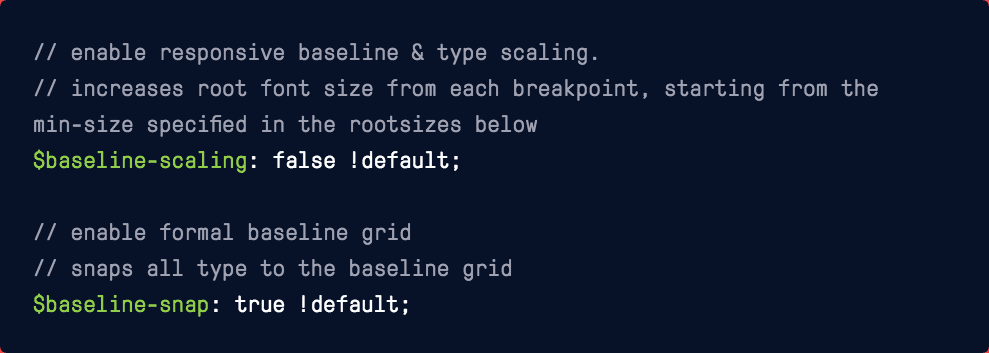 // enable responsive baseline & type scaling.
// increases root font size from each breakpoint, starting from the
min-size specified in the rootsizes below
$baseline-scaling: false !default;

// enable formal baseline grid
// snaps all type to the baseline grid
$baseline-snap: true !default;